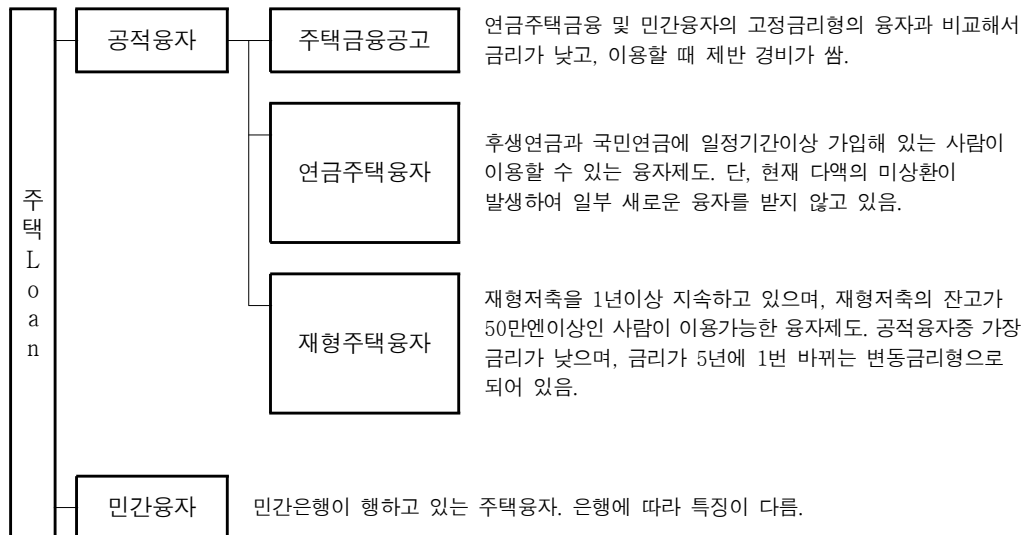 공적융자
주택금융공고
연금주택금융 및 민간융자의 고정금리형의 융자과 비교해서
금리가 낮고, 이용할 때 제반 경비가 쌈.
연금주택융자
후생연금과 국민연금에 일정기간이상 가입해 있는 사람이
이용할 수 있는 융자제도. 단, 현재 다액의 미상환이
발생하여 일부 새로운 융자를 받지 않고 있음.
주
택
L
o
a
n
재형주택융자
재형저축을 1년이상 지속하고 있으며, 재형저축의 잔고가
50만엔이상인 사람이 이용가능한 융자제도. 공적융자중 가장
금리가 낮으며, 금리가 5년에 1번 바뀌는 변동금리형으로
되어 있음.
민간융자
민간은행이 행하고 있는 주택융자. 은행에 따라 특징이 다름.